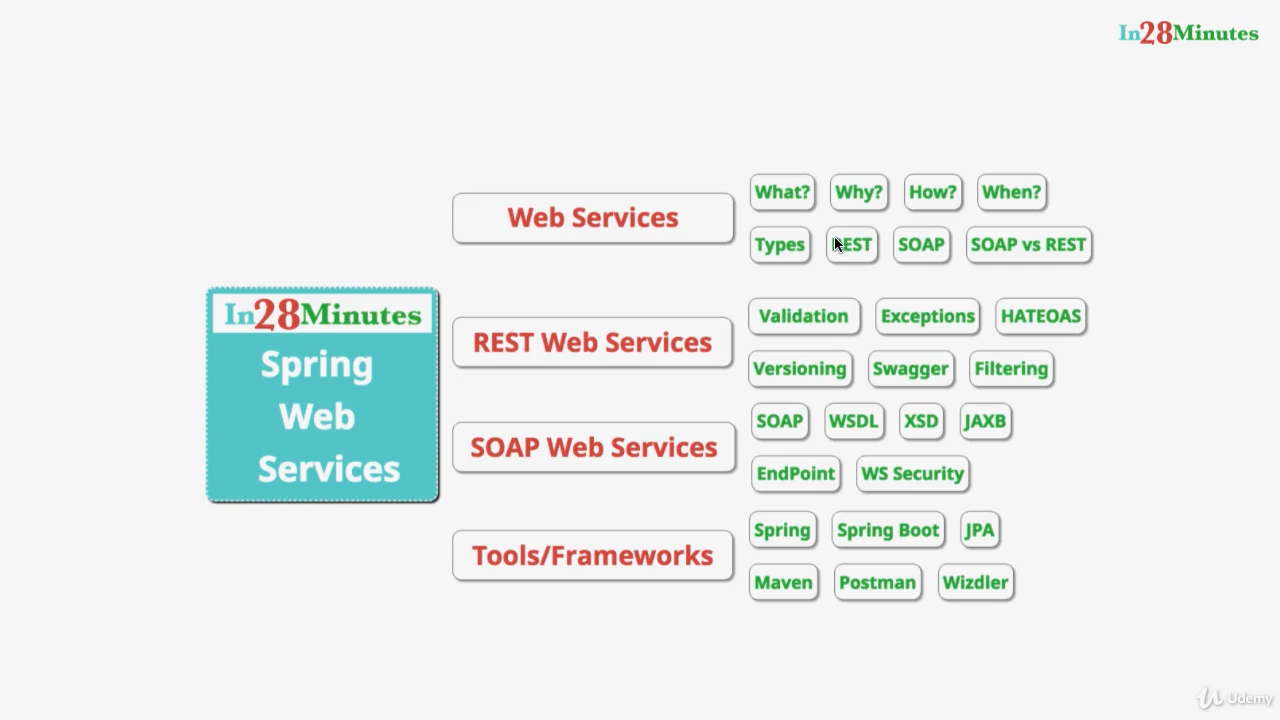 In28Minutes
What? Why? How? When?
Web Services
Types REST SOAP SOAP vs REST
In28Minutes
Spring
Web
Services
REST Web Services
Validation Exceptions HATEOAS
Versioning Swagger Filtering
SOAP Web Services
SOAP WSDL XSD JAXB
EndPoint WS Security
Tools/Frameworks
Spring Spring Boot JPA
Maven Postman Wizdler
Udemy